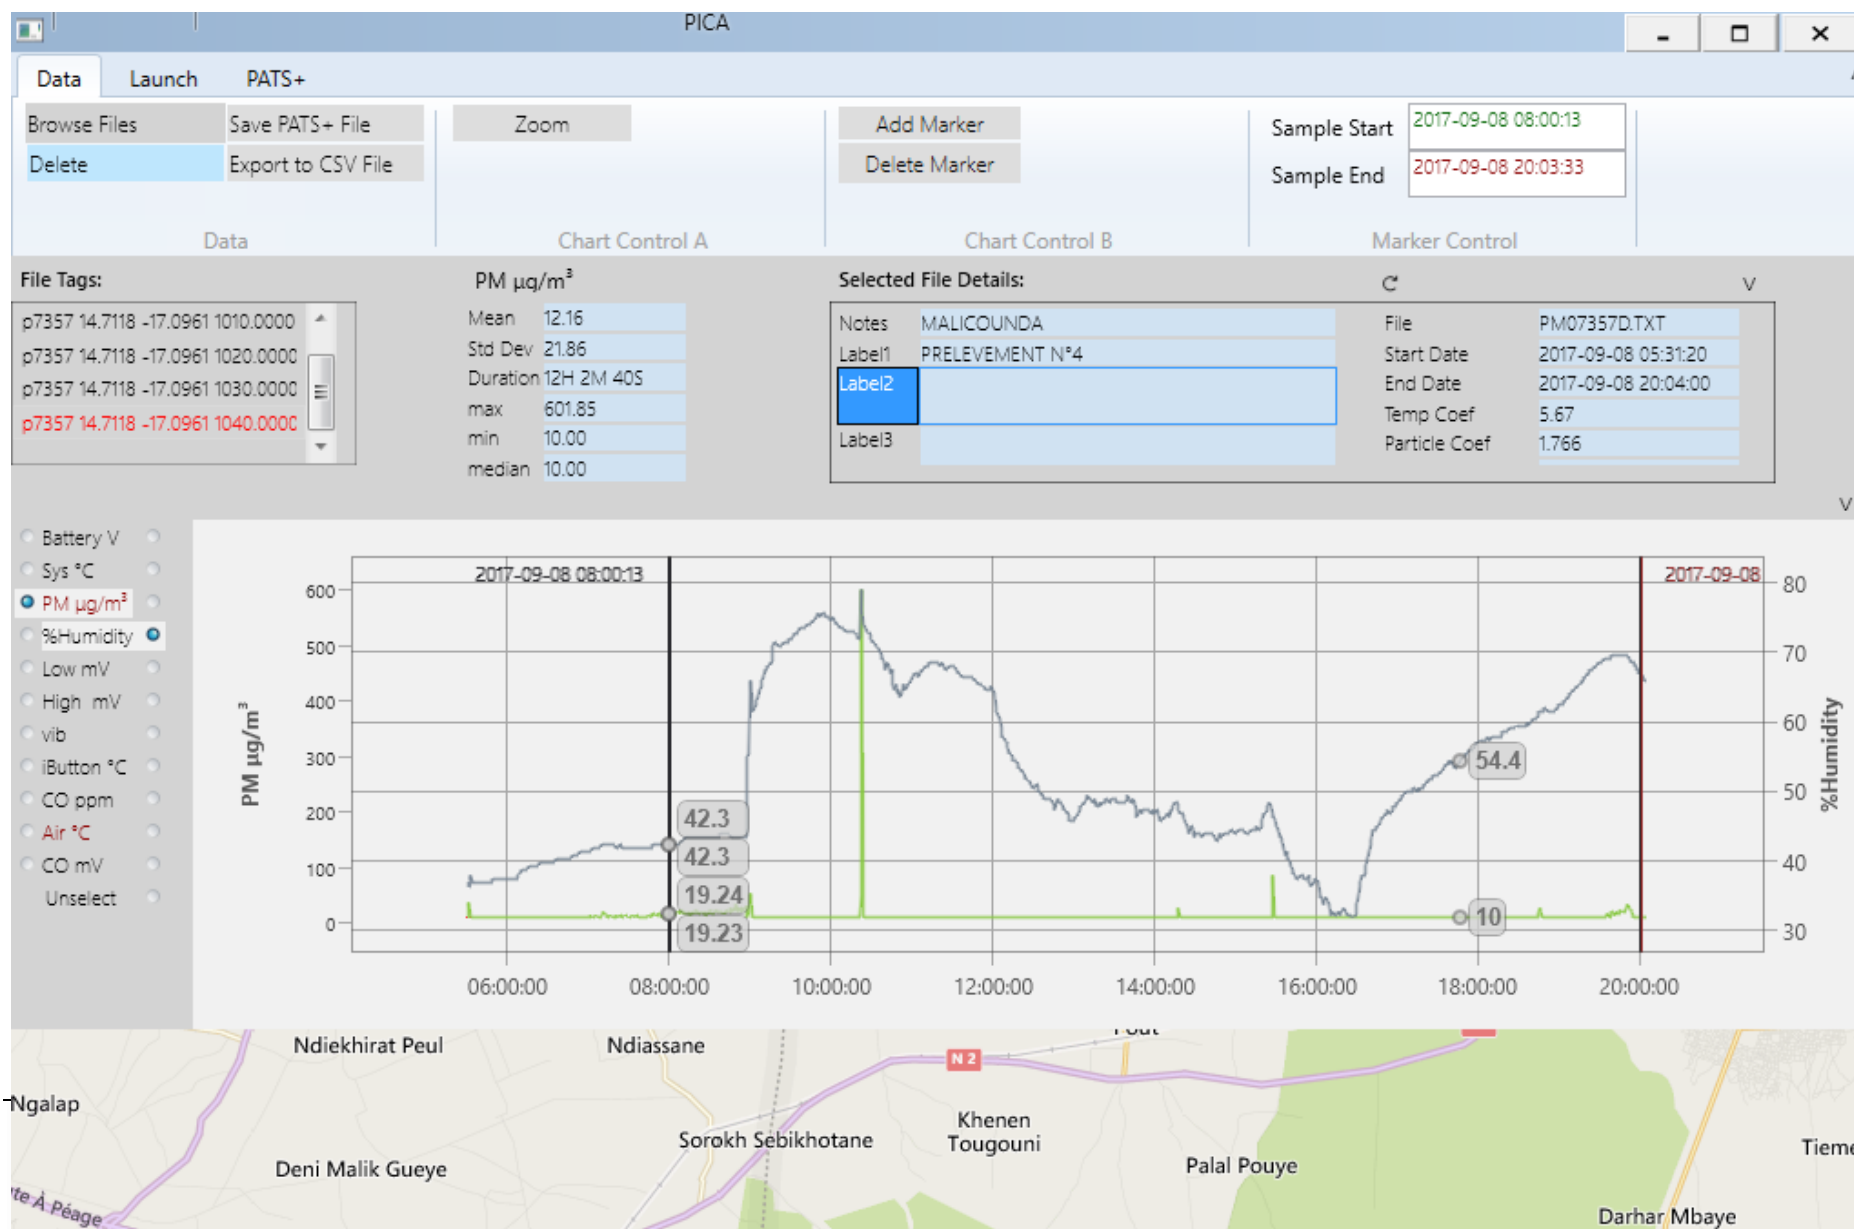 PICA
Data Launch PATS+
Browse Files Save PATS+ File Zoom Add Marker Sample Start 2017-09-08 08:00:13
Delete Export to CSV File Delete Marker Sample End 2017-09-08 20:03:33
Data Chart Control A Chart Control B Marker Control
File Tags:
p7357 14.7118 -17.0961 1010.0000
p7357 14.7118 -17.0961 1020.0000
p7357 14.7118 -17.0961 1030.0000
p7357 14.7118 -17.0961 1040.0000
PM µg/m³
Mean 12.16
Std Dev 21.86
Duration 12H 2M 40S
max 601.85
min 10.00
median 10.00
Selected File Details:
Notes MALICOUNDA
Label1 PRELEVEMENT N°4
Label2
Label3
File PM07357D.TXT
Start Date 2017-09-08 05:31:20
End Date 2017-09-08 20:04:00
Temp Coef 5.67
Particle Coef 1.766
Battery V
Sys °C
PM µg/m³
%Humidity
Low mV
High mV
vib
iButton °C
CO ppm
Air °C
CO mV
Unselect
2017-09-08 08:00:13
2017-09-08
PM µg/m³
600
500
400
300
200
100
0
42.3
42.3
19.24
19.23
54.4
10
80
70
60
50
40
30
%Humidity
06:00:00 08:00:00 10:00:00 12:00:00 14:00:00 16:00:00 18:00:00 20:00:00
Ndiekhirat Peul
Ndiassane
N 2
Ngalap
Khenen
Tougouni
Sorokh Sebikhotane
Deni Malik Gueye
Palal Pouye
Tieme
te À Péage
Darhar Mbaye